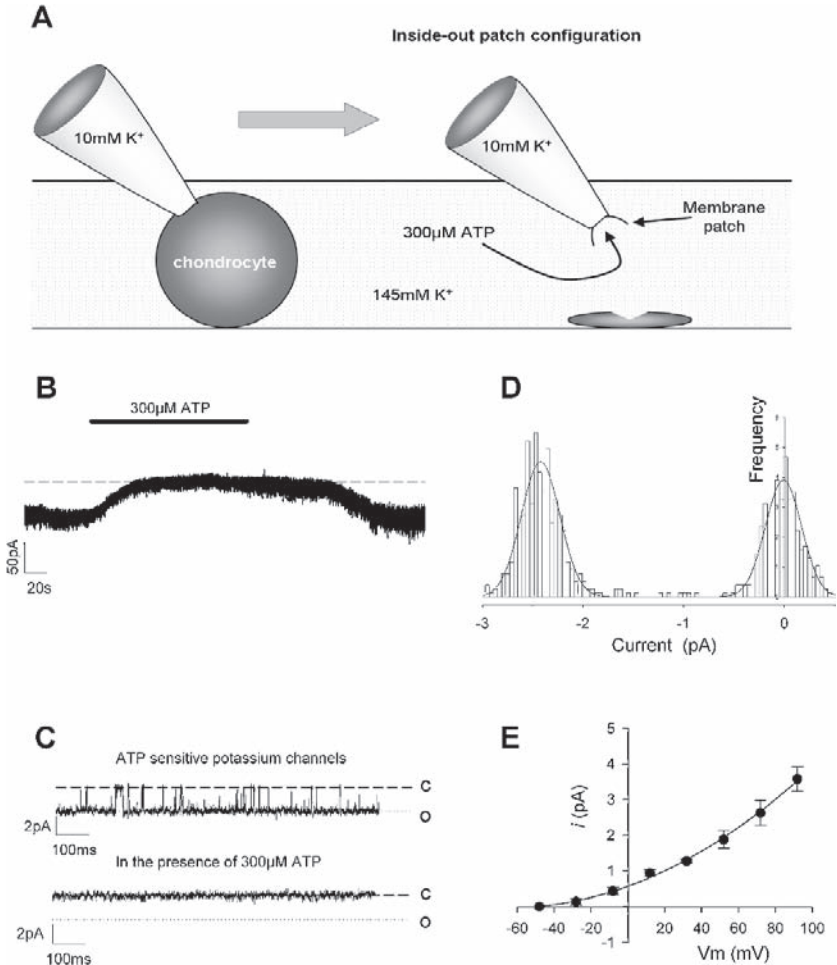 A
Inside-out patch configuration
10mM K⁺
10mM K⁺
Membrane
patch
300µM ATP
chondrocyte
145mM K⁺
B
300µM ATP
50pA
20s
D
Frequency
-3
-2
-1
0
Current (pA)
C
ATP sensitive potassium channels
C
O
2pA
100ms
In the presence of 300µM ATP
C
O
2pA
100ms
E
i (pA)
5
4
3
2
1
-1
-60 -40 -20 0 20 40 60 80 100
Vm (mV)